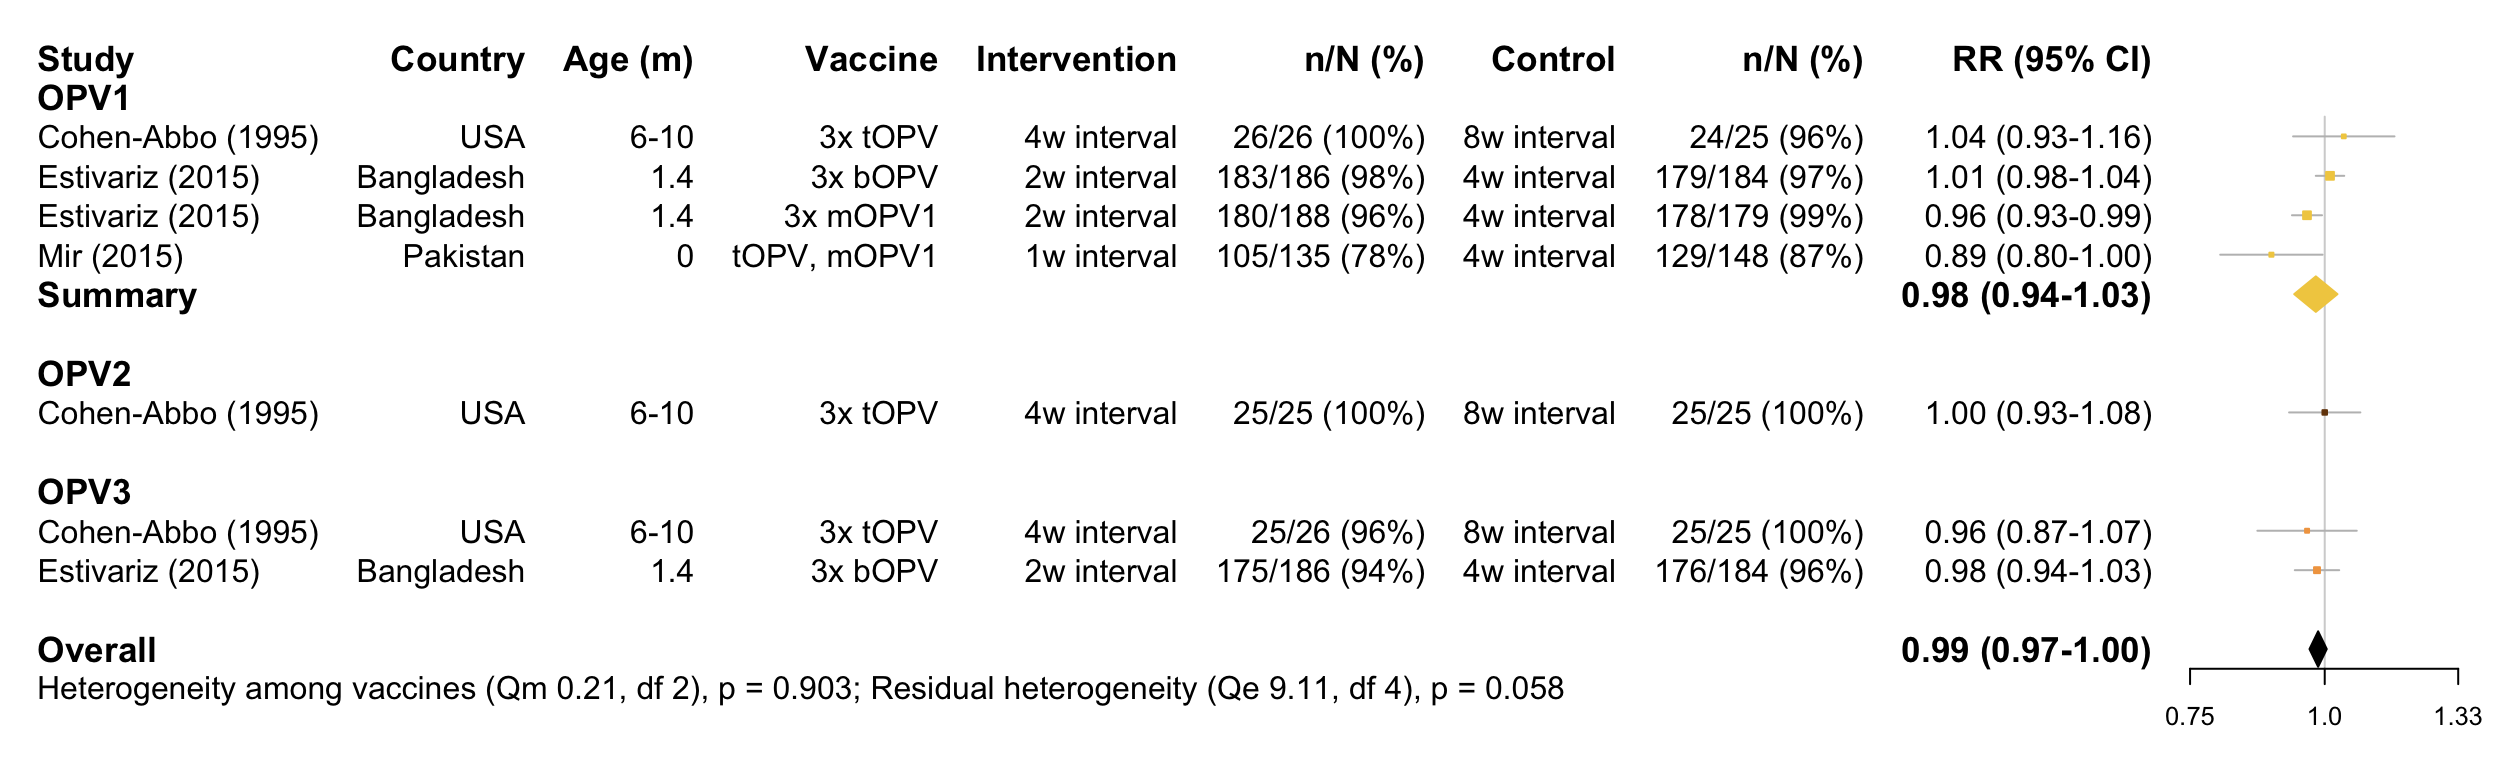 Study Country Age (m) Vaccine Intervention n/N (%) Control n/N (%) RR (95% CI)
OPV1
Cohen-Abbo (1995) USA 6-10 3x tOPV 4w interval 26/26 (100%) 8w interval 24/25 (96%) 1.04 (0.93-1.16)
Estivariz (2015) Bangladesh 1.4 3x bOPV 2w interval 183/186 (98%) 4w interval 179/184 (97%) 1.01 (0.98-1.04)
Estivariz (2015) Bangladesh 1.4 3x mOPV1 2w interval 180/188 (96%) 4w interval 178/179 (99%) 0.96 (0.93-0.99)
Mir (2015) Pakistan 0 tOPV, mOPV1 1w interval 105/135 (78%) 4w interval 129/148 (87%) 0.89 (0.80-1.00)
Summary 0.98 (0.94-1.03)
OPV2
Cohen-Abbo (1995) USA 6-10 3x tOPV 4w interval 25/25 (100%) 8w interval 25/25 (100%) 1.00 (0.93-1.08)
OPV3
Cohen-Abbo (1995) USA 6-10 3x tOPV 4w interval 25/26 (96%) 8w interval 25/25 (100%) 0.96 (0.87-1.07)
Estivariz (2015) Bangladesh 1.4 3x bOPV 2w interval 175/186 (94%) 4w interval 176/184 (96%) 0.98 (0.94-1.03)
Overall 0.99 (0.97-1.00)
Heterogeneity among vaccines (Qm 0.21, df 2), p = 0.903; Residual heterogeneity (Qe 9.11, df 4), p = 0.058
0.75 1.0 1.33